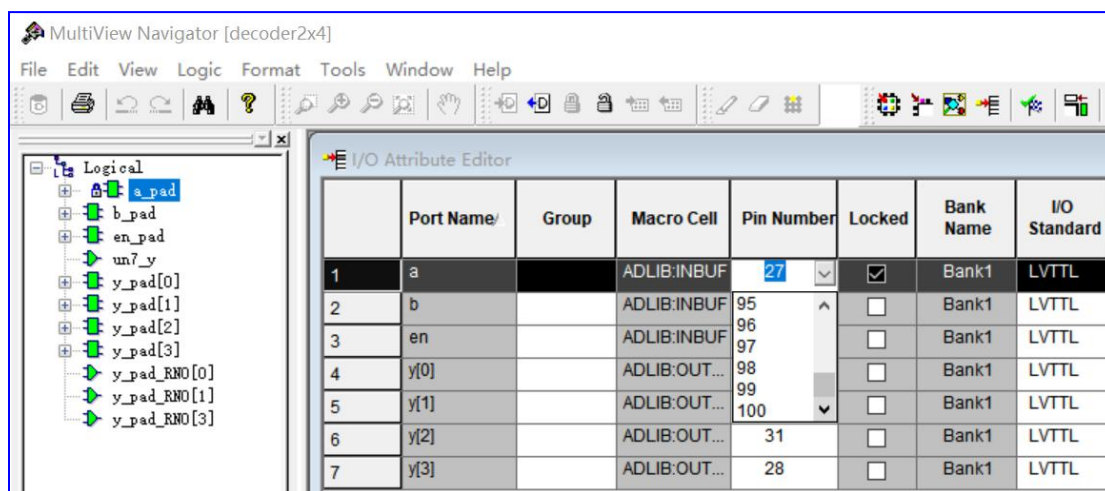 MultiView Navigator [decoder2x4]
File Edit View Logic Format Tools Window Help
Logical
a_pad
b_pad
en_pad
un7_y
y_pad[0]
y_pad[1]
y_pad[2]
y_pad[3]
y_pad_RNO[0]
y_pad_RNO[1]
y_pad_RNO[3]
I/O Attribute Editor
Port Name Group Macro Cell Pin Number Locked Bank Name I/O Standard
1 a ADLIB:INBUF 27 Bank1 LVTTL
2 b ADLIB:INBUF Bank1 LVTTL
3 en ADLIB:INBUF Bank1 LVTTL
4 y[0] ADLIB:OUT... Bank1 LVTTL
5 y[1] ADLIB:OUT... Bank1 LVTTL
6 y[2] ADLIB:OUT... 31 Bank1 LVTTL
7 y[3] ADLIB:OUT... 28 Bank1 LVTTL
95
96
97
98
99
100